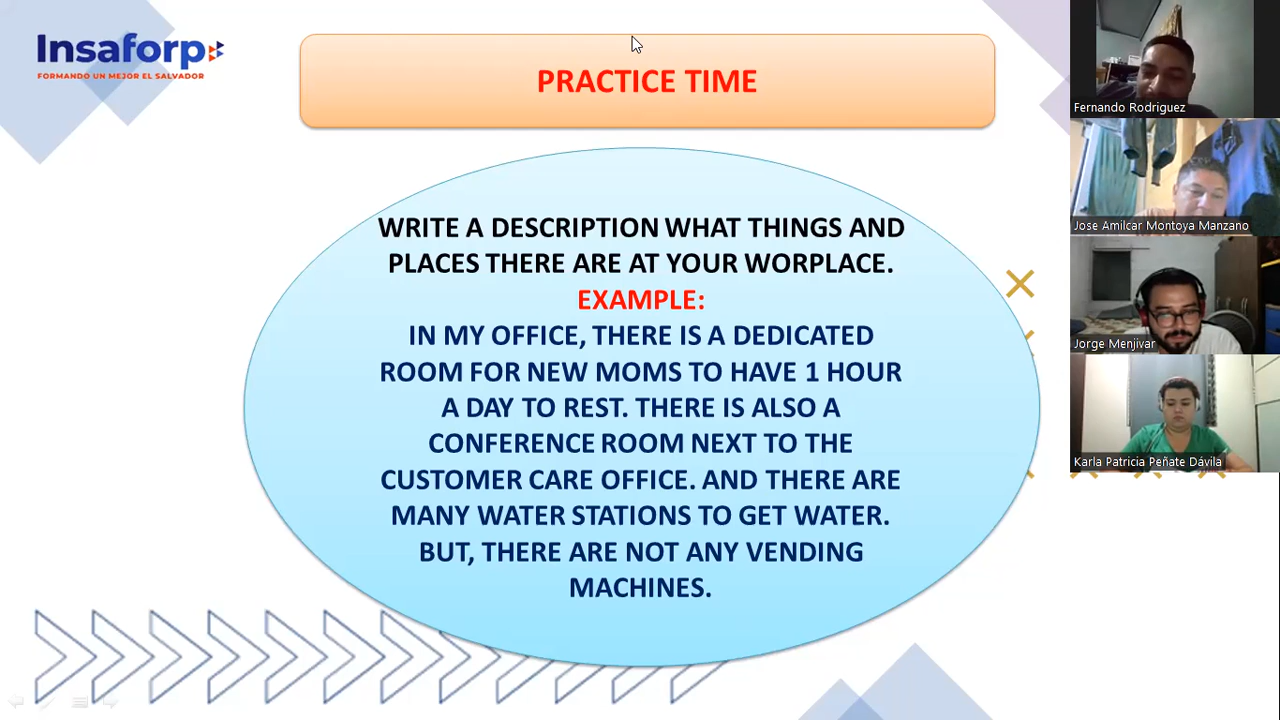 Insaforp
FORMANDO UN MEJOR EL SALVADOR
PRACTICE TIME
WRITE A DESCRIPTION WHAT THINGS AND
PLACES THERE ARE AT YOUR WORPLACE.
EXAMPLE:
IN MY OFFICE, THERE IS A DEDICATED
ROOM FOR NEW MOMS TO HAVE 1 HOUR
A DAY TO REST. THERE IS ALSO A
CONFERENCE ROOM NEXT TO THE
CUSTOMER CARE OFFICE. AND THERE ARE
MANY WATER STATIONS TO GET WATER.
BUT, THERE ARE NOT ANY VENDING
MACHINES.
Fernando Rodriguez
Jose Amílcar Montoya Manzano
Jorge Menjivar
Karla Patricia Peñate Dávila